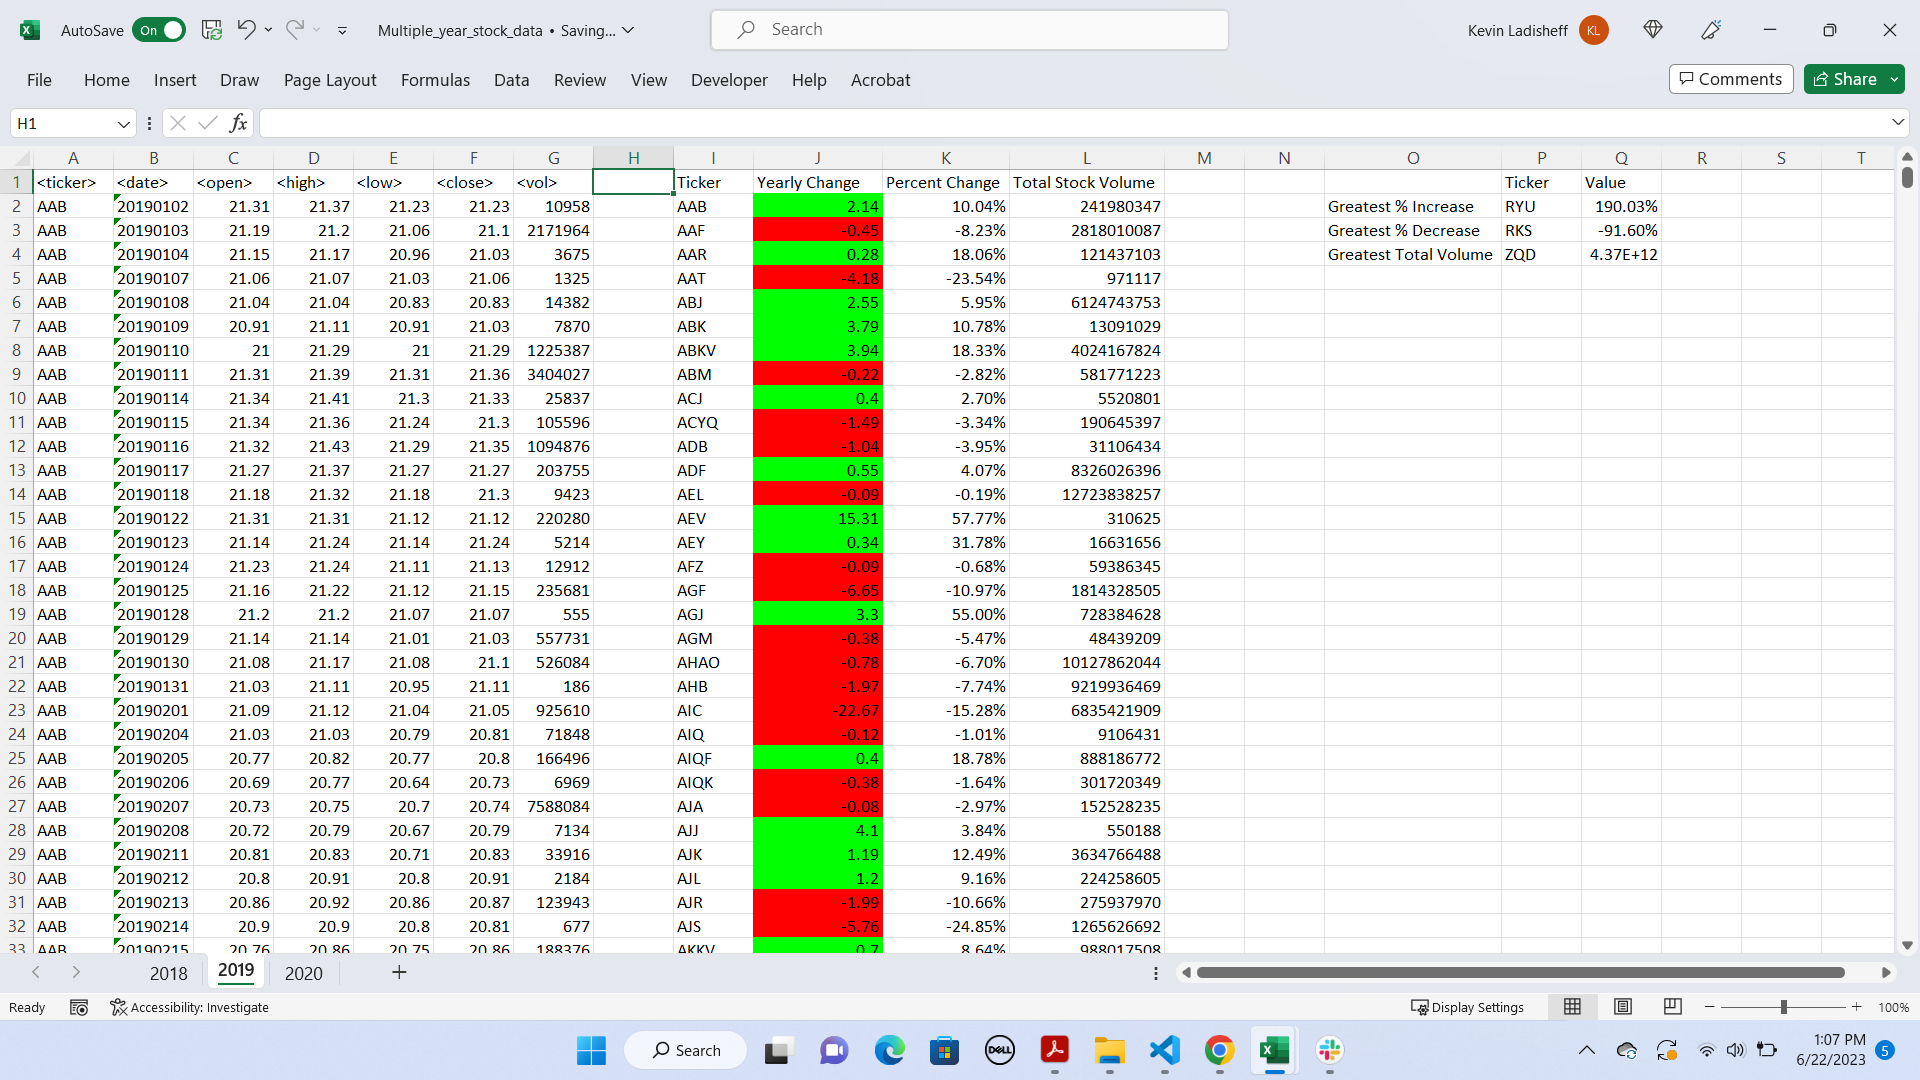 AutoSave On Multiple_year_stock_data • Saving... Search Kevin Ladisheff KL
File Home Insert Draw Page Layout Formulas Data Review View Developer Help Acrobat Comments Share
H1 fx
A B C D E F G H I J K L M N O P Q R S T
1 <ticker> <date> <open> <high> <low> <close> <vol> Ticker Yearly Change Percent Change Total Stock Volume Ticker Value
2 AAB 20190102 21.31 21.37 21.23 21.23 10958 AAB 2.14 10.04% 241980347 Greatest % Increase RYU 190.03%
3 AAB 20190103 21.19 21.2 21.06 21.1 2171964 AAF -0.45 -8.23% 2818010087 Greatest % Decrease RKS -91.60%
4 AAB 20190104 21.15 21.17 20.96 21.03 3675 AAR 0.28 18.06% 121437103 Greatest Total Volume ZQD 4.37E+12
5 AAB 20190107 21.06 21.07 21.03 21.06 1325 AAT -4.18 -23.54% 971117
6 AAB 20190108 21.04 21.04 20.83 20.83 14382 ABJ 2.55 5.95% 6124743753
7 AAB 20190109 20.91 21.11 20.91 21.03 7870 ABK 3.79 10.78% 13091029
8 AAB 20190110 21 21.29 21 21.29 1225387 ABKV 3.94 18.33% 4024167824
9 AAB 20190111 21.31 21.39 21.31 21.36 3404027 ABM -0.22 -2.82% 581771223
10 AAB 20190114 21.34 21.41 21.3 21.33 25837 ACJ 0.4 2.70% 5520801
11 AAB 20190115 21.34 21.36 21.24 21.3 105596 ACYQ -1.49 -3.34% 190645397
12 AAB 20190116 21.32 21.43 21.29 21.35 1094876 ADB -1.04 -3.95% 31106434
13 AAB 20190117 21.27 21.37 21.27 21.27 203755 ADF 0.55 4.07% 8326026396
14 AAB 20190118 21.18 21.32 21.18 21.3 9423 AEL -0.09 -0.19% 12723838257
15 AAB 20190122 21.31 21.31 21.12 21.12 220280 AEV 15.31 57.77% 310625
16 AAB 20190123 21.14 21.24 21.14 21.24 5214 AEY 0.34 31.78% 16631656
17 AAB 20190124 21.23 21.24 21.11 21.13 12912 AFZ -0.09 -0.68% 59386345
18 AAB 20190125 21.16 21.22 21.12 21.15 235681 AGF -6.65 -10.97% 1814328505
19 AAB 20190128 21.2 21.2 21.07 21.07 555 AGJ 3.3 55.00% 728384628
20 AAB 20190129 21.14 21.14 21.01 21.03 557731 AGM -0.38 -5.47% 48439209
21 AAB 20190130 21.08 21.17 21.08 21.1 526084 AHAO -0.78 -6.70% 10127862044
22 AAB 20190131 21.03 21.11 20.95 21.11 186 AHB -1.97 -7.74% 9219936469
23 AAB 20190201 21.09 21.12 21.04 21.05 925610 AIC -22.67 -15.28% 6835421909
24 AAB 20190204 21.03 21.03 20.79 20.81 71848 AIQ -0.12 -1.01% 9106431
25 AAB 20190205 20.77 20.82 20.77 20.8 166496 AIQF 0.4 18.78% 888186772
26 AAB 20190206 20.69 20.77 20.64 20.73 6969 AIQK -0.38 -1.64% 301720349
27 AAB 20190207 20.73 20.75 20.7 20.74 7588084 AJA -0.08 -2.97% 152528235
28 AAB 20190208 20.72 20.79 20.67 20.79 7134 AJJ 4.1 3.84% 550188
29 AAB 20190211 20.81 20.83 20.71 20.83 33916 AJK 1.19 12.49% 3634766488
30 AAB 20190212 20.8 20.91 20.8 20.91 2184 AJL 1.2 9.16% 224258605
31 AAB 20190213 20.86 20.92 20.86 20.87 123943 AJR -1.99 -10.66% 275937970
32 AAB 20190214 20.9 20.9 20.8 20.81 677 AJS -5.76 -24.85% 1265626692
33 AAB 20190215 20.76 20.86 20.75 20.86 188376 AKKV 0.7 8.64% 988017508
2018 2019 2020
Ready Accessibility: Investigate Display Settings 100%
Search DELL 1:07 PM
6/22/2023 5